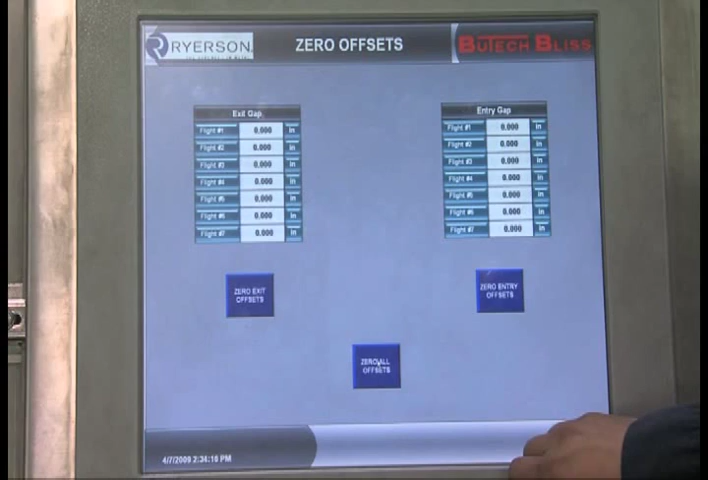 RYERSON
ZERO OFFSETS
BUTECH BLISS
Exit Gap
Flight #1 0.000 in
Flight #2 0.000 in
Flight #3 0.000 in
Flight #4 0.000 in
Flight #5 0.000 in
Flight #6 0.000 in
Flight #7 0.000 in
Entry Gap
Flight #1 0.000 in
Flight #2 0.000 in
Flight #3 0.000 in
Flight #4 0.000 in
Flight #5 0.000 in
Flight #6 0.000 in
Flight #7 0.000 in
ZERO EXIT
OFFSETS
ZERO ENTRY
OFFSETS
ZERO ALL
OFFSETS
4/7/2009 2:34:19 PM